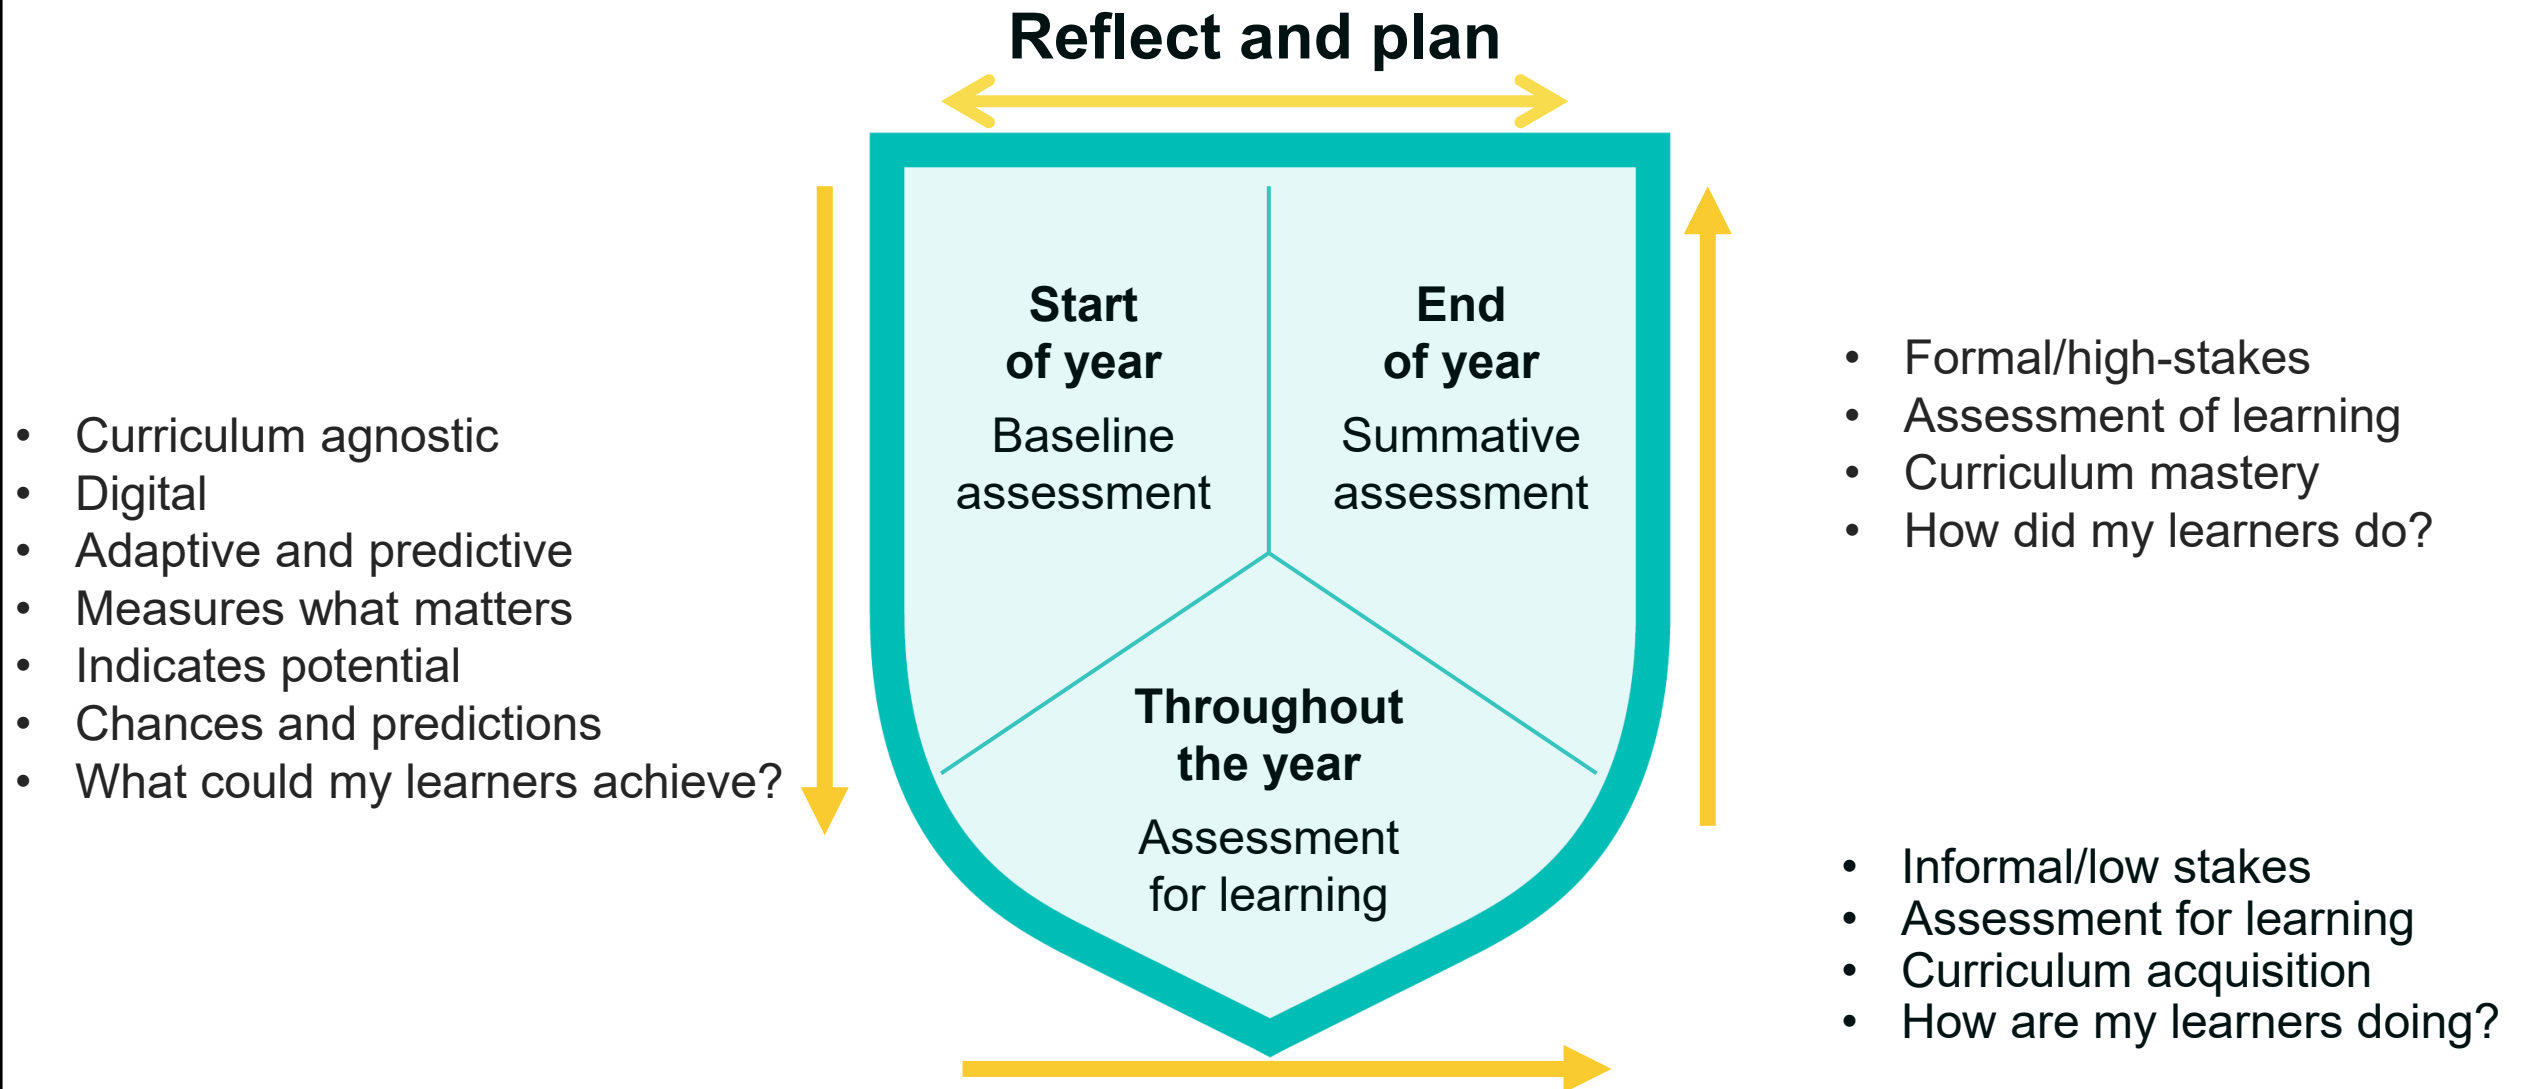 Reflect and plan
• Curriculum agnostic
• Digital
• Adaptive and predictive
• Measures what matters
• Indicates potential
• Chances and predictions
• What could my learners achieve?
Start
of year
Baseline
assessment
End
of year
Summative
assessment
Throughout
the year
Assessment
for learning
• Formal/high-stakes
• Assessment of learning
• Curriculum mastery
• How did my learners do?
• Informal/low stakes
• Assessment for learning
• Curriculum acquisition
• How are my learners doing?